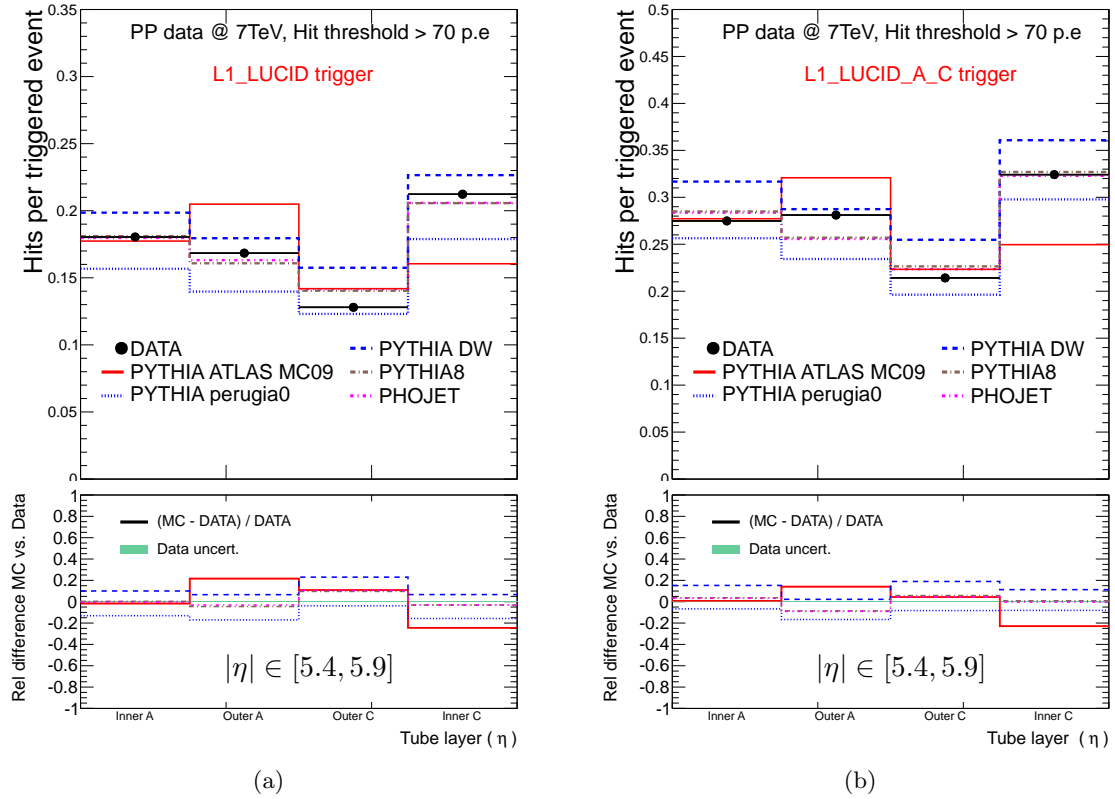 Hits per triggered event
0.35
0.3
0.25
0.2
0.15
0.1
0.05
0
PP data @ 7TeV, Hit threshold > 70 p.e
L1_LUCID trigger
DATA
PYTHIA ATLAS MC09
PYTHIA perugia0
PYTHIA DW
PYTHIA8
PHOJET
Rel difference MC vs. Data
1
0.8
0.6
0.4
0.2
0
-0.2
-0.4
-0.6
-0.8
-1
(MC - DATA) / DATA
Data uncert.
|η| ∈ [5.4, 5.9]
Inner A Outer A Outer C Inner C
Tube layer ( η )
(a)
Hits per triggered event
0.5
0.45
0.4
0.35
0.3
0.25
0.2
0.15
0.1
0.05
0
PP data @ 7TeV, Hit threshold > 70 p.e
L1_LUCID_A_C trigger
DATA
PYTHIA ATLAS MC09
PYTHIA perugia0
PYTHIA DW
PYTHIA8
PHOJET
Rel difference MC vs. Data
1
0.8
0.6
0.4
0.2
0
-0.2
-0.4
-0.6
-0.8
-1
(MC - DATA) / DATA
Data uncert.
|η| ∈ [5.4, 5.9]
Inner A Outer A Outer C Inner C
Tube layer ( η )
(b)